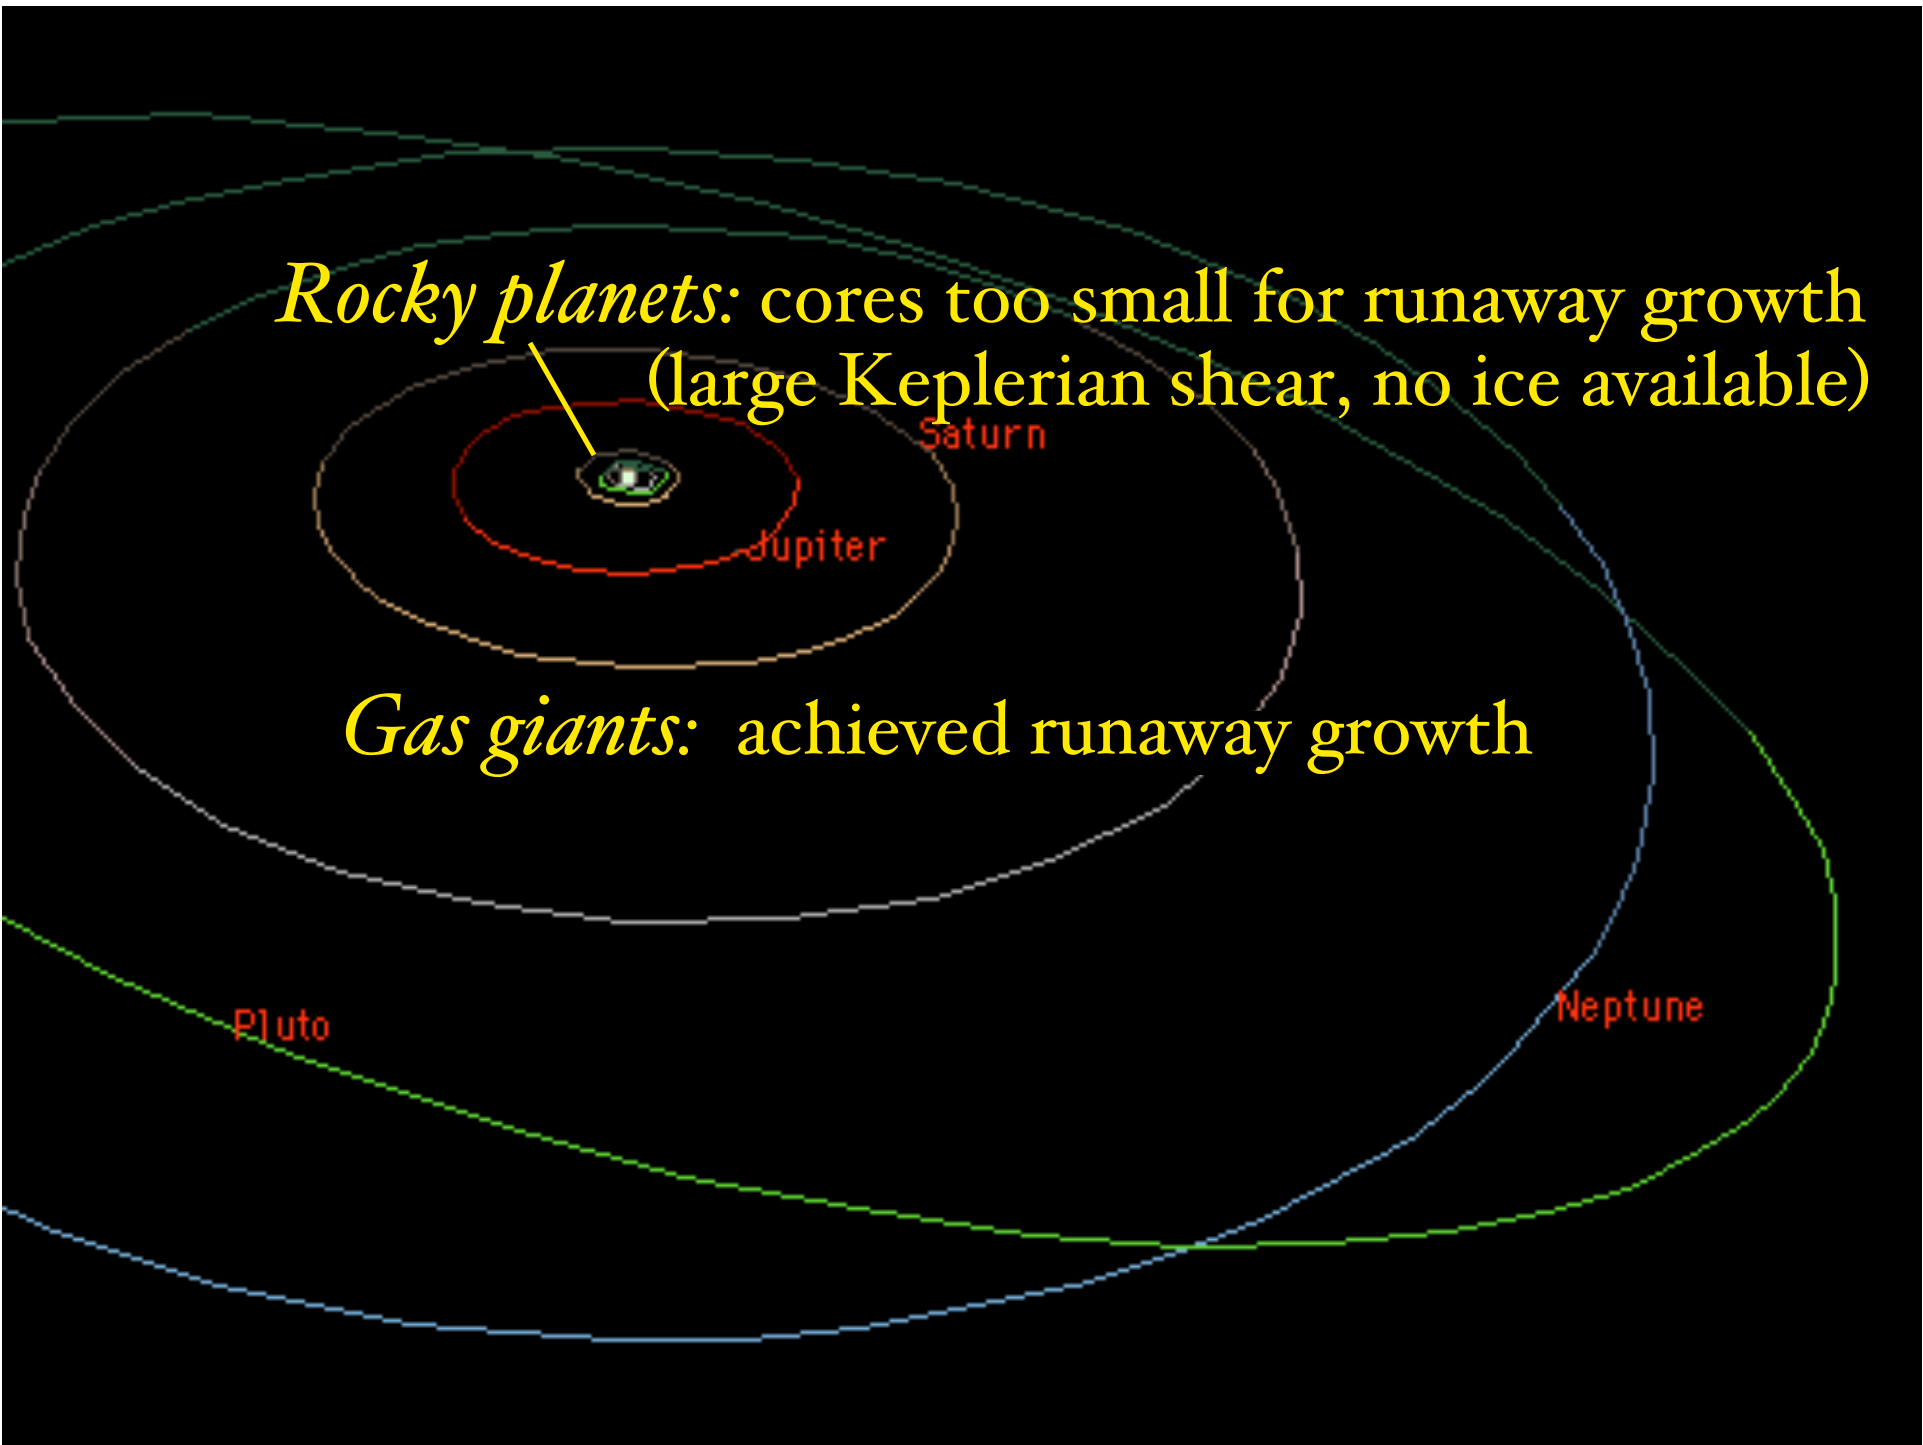 Rocky planets: cores too small for runaway growth
(large Keplerian shear, no ice available)
Saturn
Jupiter
Gas giants: achieved runaway growth
Neptune
Pluto